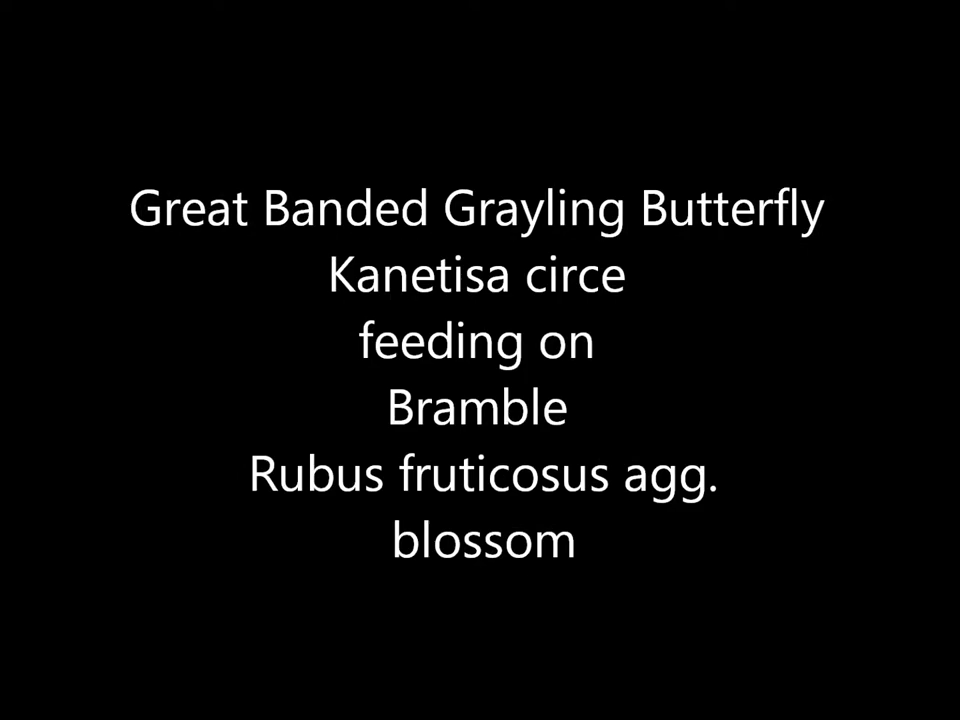 Great Banded Grayling Butterfly
Kanetisa circe
feeding on
Bramble
Rubus fruticosus agg.
blossom